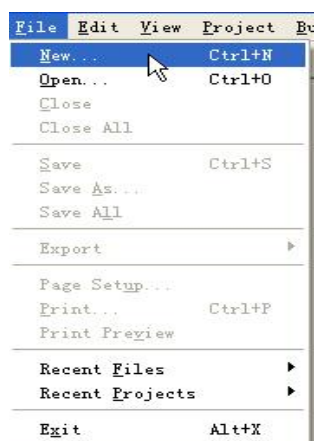 File Edit View Project Bu
New... Ctrl+N
Open... Ctrl+O
Close
Close All
Save Ctrl+S
Save As...
Save All
Export
Page Setup...
Print... Ctrl+P
Print Preview
Recent Files
Recent Projects
Exit Alt+X